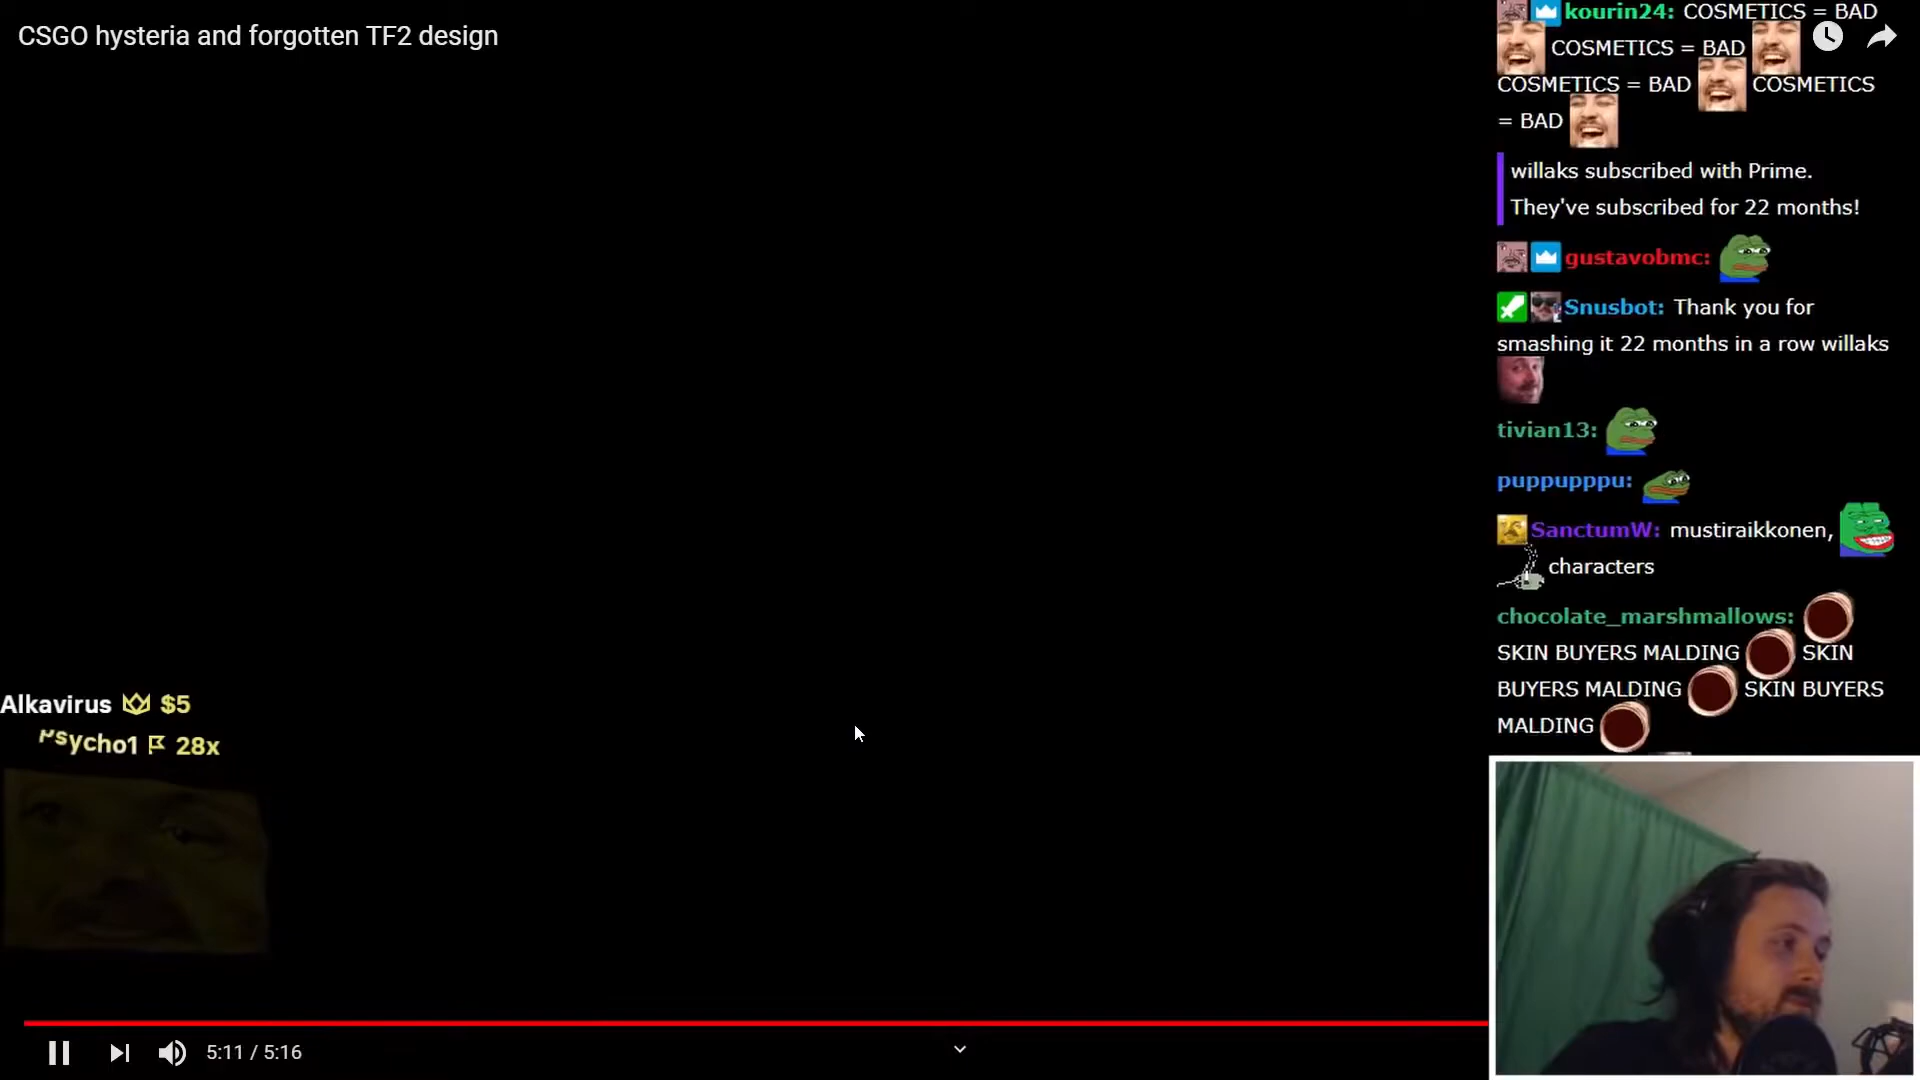 CSGO hysteria and forgotten TF2 design
kourin24: COSMETICS = BAD
COSMETICS = BAD
COSMETICS = BAD COSMETICS
= BAD
willaks subscribed with Prime.
They've subscribed for 22 months!
gustavobmc:
Snusbot: Thank you for
smashing it 22 months in a row willaks
tivian13:
puppupppu:
SanctumW: mustiraikkonen,
characters
chocolate_marshmallows:
SKIN BUYERS MALDING SKIN
BUYERS MALDING SKIN BUYERS
MALDING
Alkavirus $5
Psycho1 28x
5:11 / 5:16